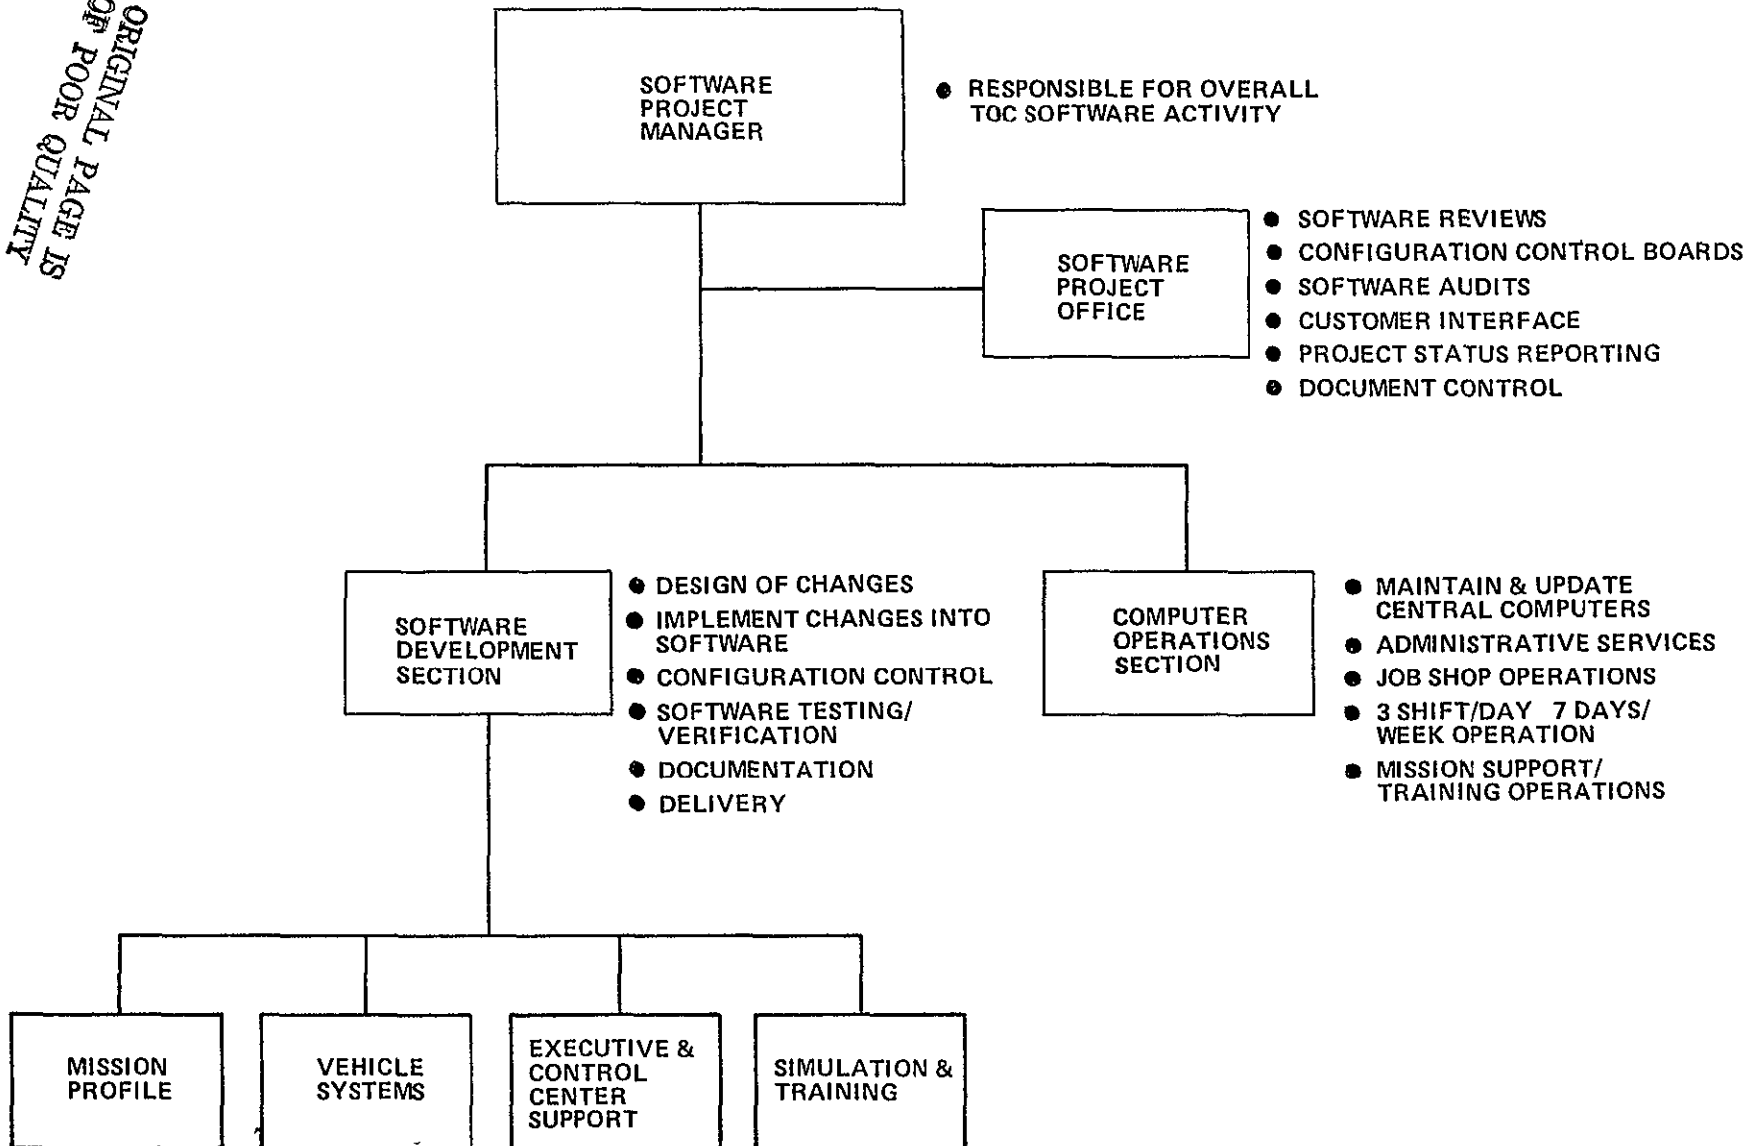 ORIGINAL PAGE IS
OF POOR QUALITY
SOFTWARE
PROJECT
MANAGER
● RESPONSIBLE FOR OVERALL
TOC SOFTWARE ACTIVITY
SOFTWARE
PROJECT
OFFICE
● SOFTWARE REVIEWS
● CONFIGURATION CONTROL BOARDS
● SOFTWARE AUDITS
● CUSTOMER INTERFACE
● PROJECT STATUS REPORTING
● DOCUMENT CONTROL
SOFTWARE
DEVELOPMENT
SECTION
● DESIGN OF CHANGES
● IMPLEMENT CHANGES INTO
SOFTWARE
● CONFIGURATION CONTROL
● SOFTWARE TESTING/
VERIFICATION
● DOCUMENTATION
● DELIVERY
COMPUTER
OPERATIONS
SECTION
● MAINTAIN & UPDATE
CENTRAL COMPUTERS
● ADMINISTRATIVE SERVICES
● JOB SHOP OPERATIONS
● 3 SHIFT/DAY 7 DAYS/
WEEK OPERATION
● MISSION SUPPORT/
TRAINING OPERATIONS
MISSION
PROFILE
VEHICLE
SYSTEMS
EXECUTIVE &
CONTROL
CENTER
SUPPORT
SIMULATION &
TRAINING